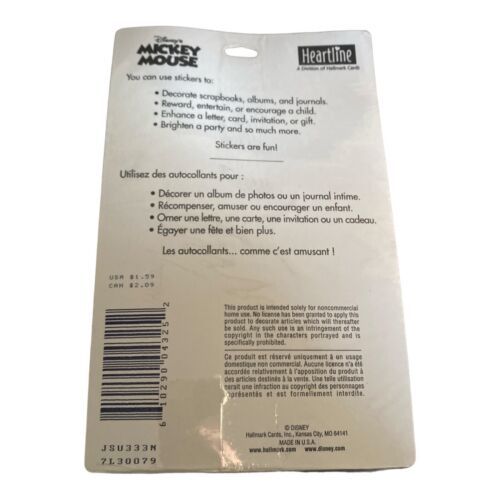 Disney's
MICKEY
MOUSE
Heartline
A Division of Hallmark Cards
You can use stickers to:
• Decorate scrapbooks, albums, and journals.
• Reward, entertain, or encourage a child.
• Enhance a letter, card, invitation, or gift.
• Brighten a party and so much more.
Stickers are fun!
Utilisez des autocollants pour :
• Décorer un album de photos ou un journal intime.
• Récompenser, amuser ou encourager un enfant.
• Orner une lettre, une carte, une invitation ou un cadeau.
• Égayer une fête et bien plus.
Les autocollants... comme c'est amusant !
USA $1.59
CAN $2.09
This product is intended solely for noncommercial
home use. No license has been granted to apply this
product to decorate articles which will thereafter
be sold. Any such use is an infringement of the
copyright in the characters portrayed and is
specifically prohibited.
Ce produit est réservé uniquement à un usage
domestique non commercial. Aucune licence n'a été
accordée relativement à l'application du produit à
des articles destinés à la vente. Une telle utilisation
serait une infraction au copyright des personnages
représentés et est formellement interdite.
© DISNEY
Hallmark Cards, Inc., Kansas City, MO 64141
MADE IN U.S.A.
www.hallmark.com www.disney.com
JSU333N
7130079